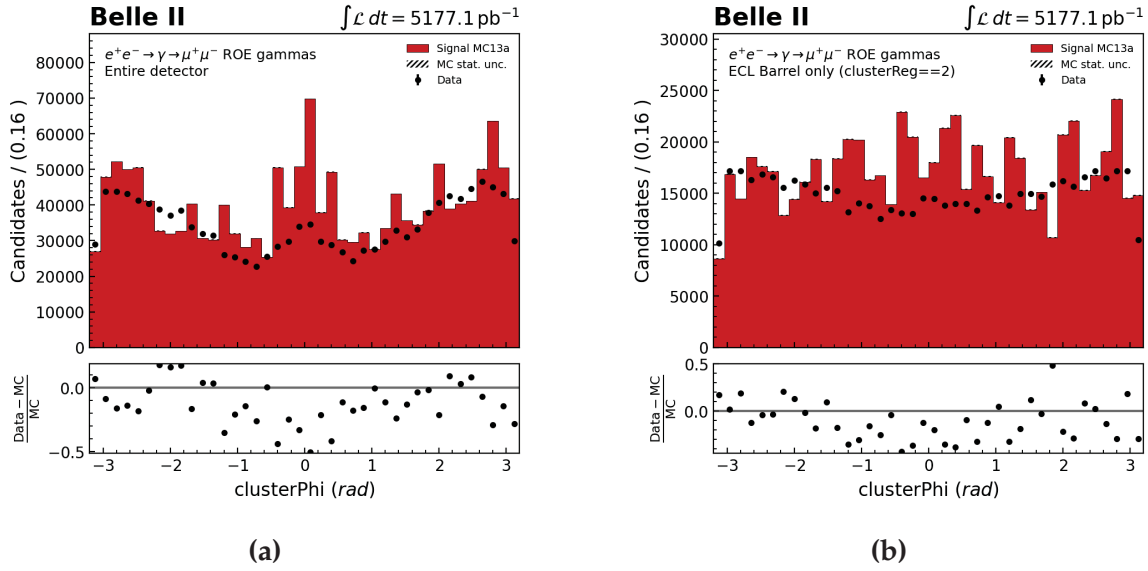 Belle II
∫ℒ dt = 5177.1 pb⁻¹
e⁺e⁻ → γ → μ⁺μ⁻ ROE gammas
Entire detector
Signal MC13a
MC stat. unc.
Data
Candidates / (0.16 )
80000
70000
60000
50000
40000
30000
20000
10000
0
Data − MC
MC
0.0
−0.5
−3 −2 −1 0 1 2 3
clusterPhi (rad)
(a)
Belle II
∫ℒ dt = 5177.1 pb⁻¹
e⁺e⁻ → γ → μ⁺μ⁻ ROE gammas
ECL Barrel only (clusterReg==2)
Signal MC13a
MC stat. unc.
Data
Candidates / (0.16 )
30000
25000
20000
15000
10000
5000
0
Data − MC
MC
0.5
0.0
−3 −2 −1 0 1 2 3
clusterPhi (rad)
(b)